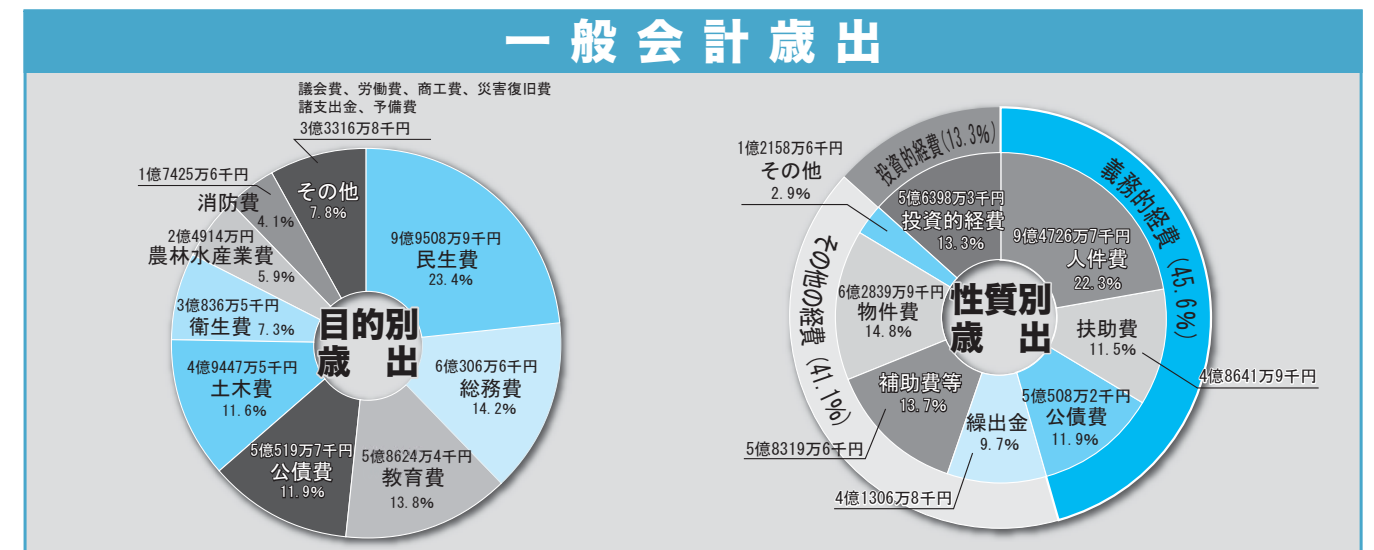 一般会計歳出
議会費、労働費、商工費、災害復旧費
諸支出金、予備費
3億3316万8千円
その他
7.8%
1億7425万6千円
消防費
4.1%
2億4914万円
農林水産業費
5.9%
3億836万5千円
衛生費 7.3%
4億9447万5千円
土木費
11.6%
5億519万7千円
公債費
11.9%
5億8624万4千円
教育費
13.8%
6億306万6千円
総務費
14.2%
9億9508万9千円
民生費
23.4%
目的別
歳出
1億2158万6千円
その他
2.9%
投資的経費(13.3%)
5億6398万3千円
投資的経費
13.3%
義務的経費(45.6%)
9億4726万7千円
人件費
22.3%
扶助費
11.5%
4億8641万9千円
5億508万2千円
公債費
11.9%
繰出金
9.7%
4億1306万8千円
補助費等
13.7%
5億8319万6千円
6億2839万9千円
物件費
14.8%
その他の経費(41.1%)
性質別
歳出